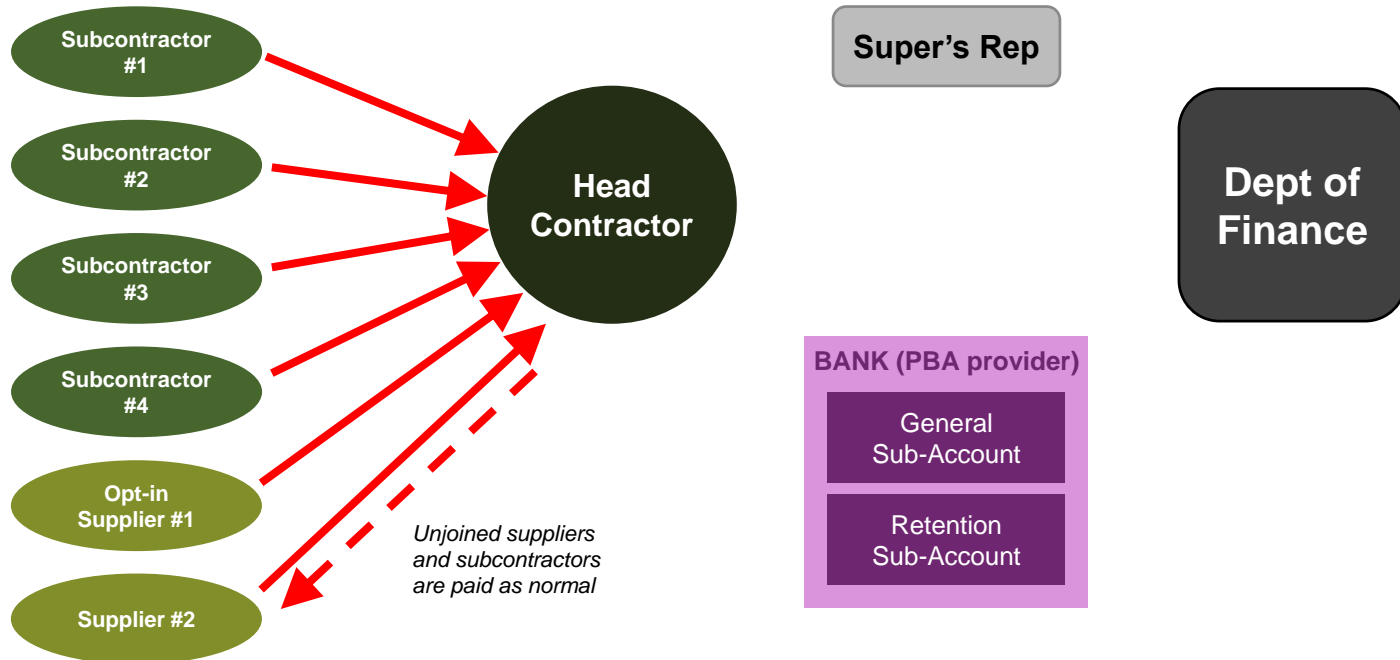 Subcontractor
#1
Subcontractor
#2
Subcontractor
#3
Subcontractor
#4
Opt-in
Supplier #1
Supplier #2
Head
Contractor
Unjoined suppliers
and subcontractors
are paid as normal
Super’s Rep
BANK (PBA provider)
General
Sub-Account
Retention
Sub-Account
Dept of
Finance